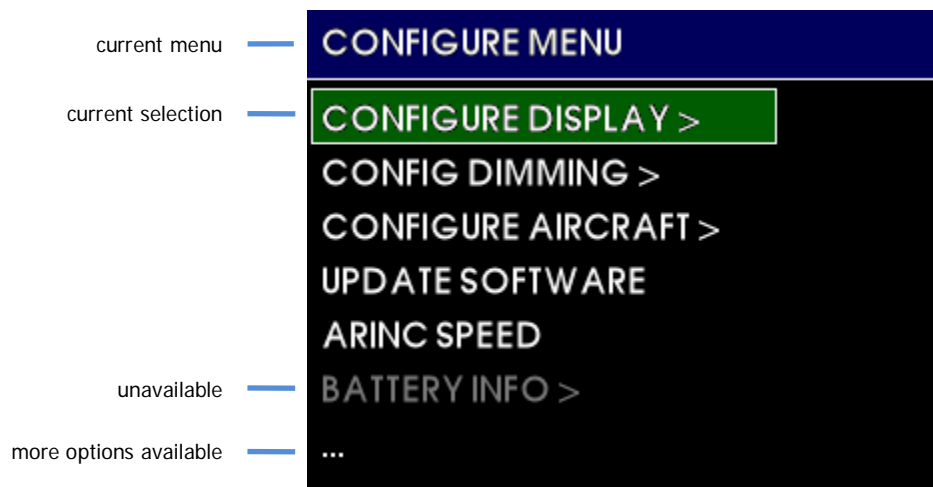 current menu CONFIGURE MENU
current selection CONFIGURE DISPLAY >
CONFIG DIMMING >
CONFIGURE AIRCRAFT >
UPDATE SOFTWARE
ARINC SPEED
unavailable BATTERY INFO >
more options available ...